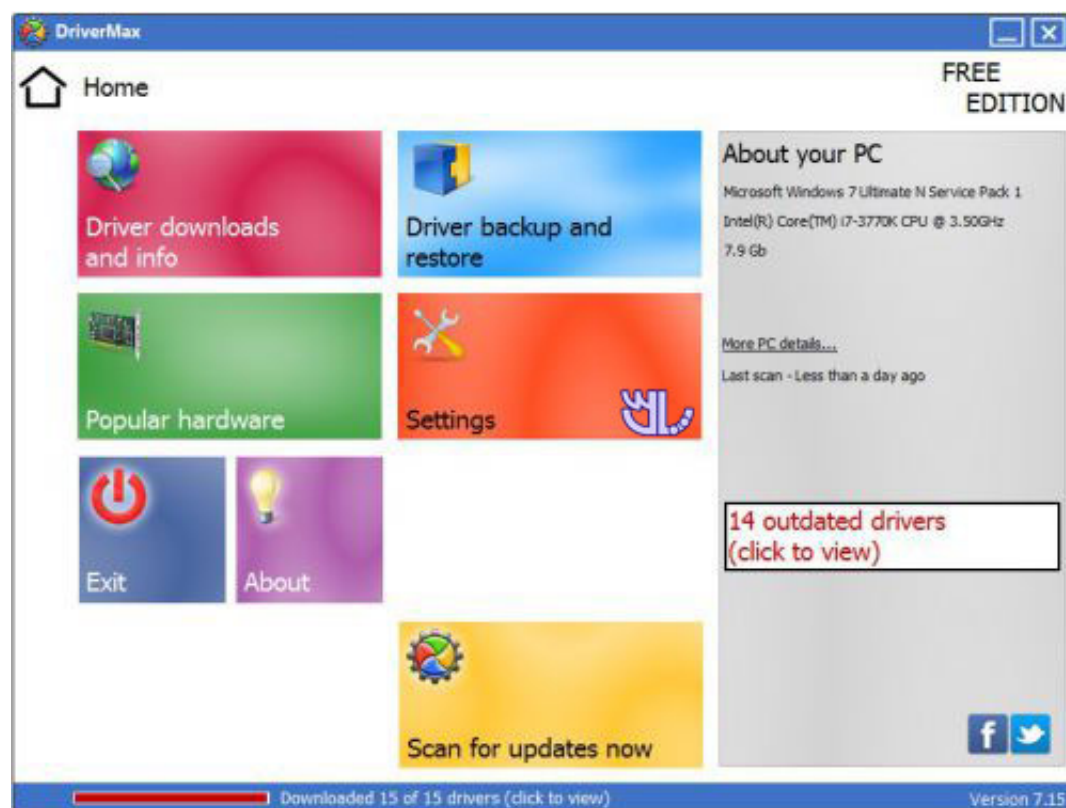 DriverMax
Home
FREE
EDITION
Driver downloads
and info
Driver backup and
restore
Popular hardware
Settings
Exit
About
Scan for updates now
About your PC
Microsoft Windows 7 Ultimate N Service Pack 1
Intel(R) Core(TM) i7-3770K CPU @ 3.50GHz
7.9 Gb
More PC details...
Last scan - Less than a day ago
14 outdated drivers
(click to view)
Downloaded 15 of 15 drivers (click to view)
Version 7.15